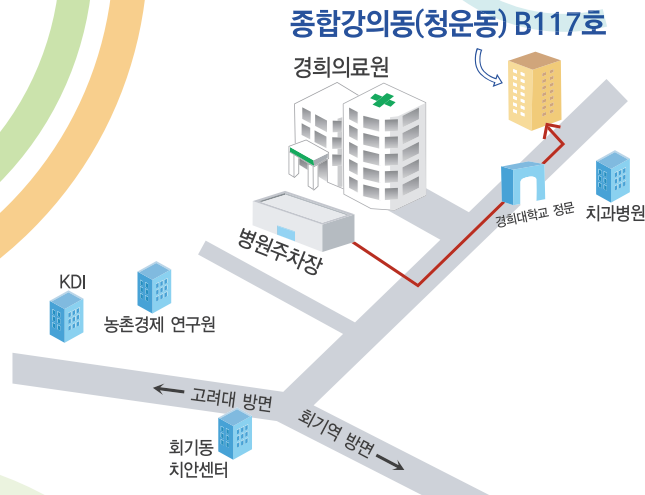 종합강의동(청운동) B117호
경희의료원
경희대학교 정문
치과병원
병원주차장
KDI
농촌경제 연구원
고려대 방면
회기역 방면
회기동
치안센터